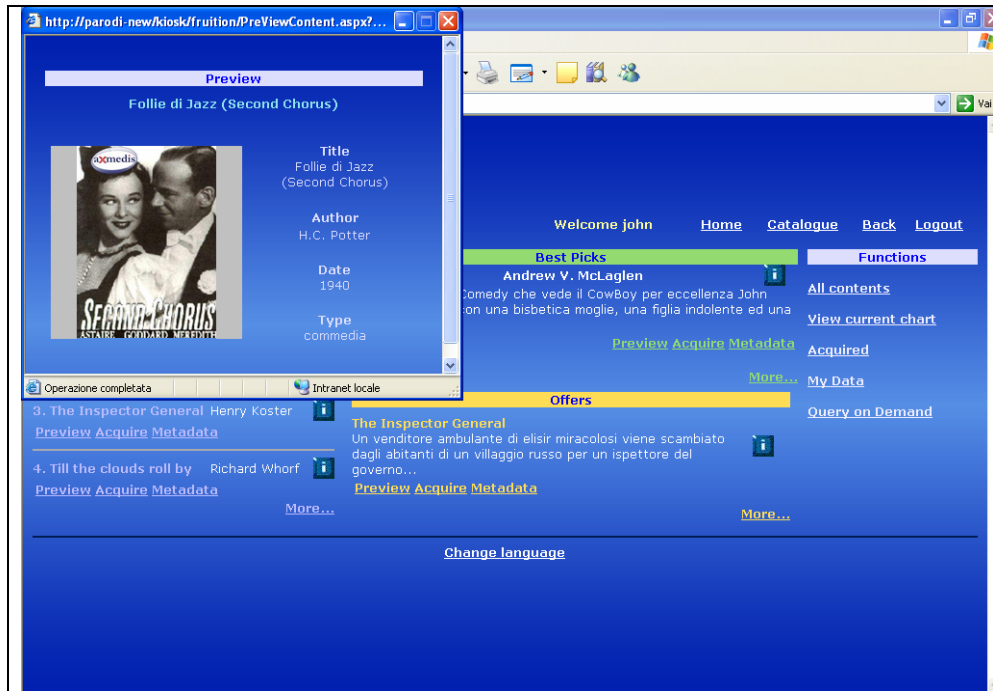 http://parodi-new/kiosk/fruition/PreViewContent.aspx?...
Preview
Follie di Jazz (Second Chorus)
axmedis
SECOND CHORUS
ASTAIRE GODDARD MEREDITH
Title
Follie di Jazz
(Second Chorus)
Author
H.C. Potter
Date
1940
Type
commedia
Operazione completata
Intranet locale
Vai
Welcome john Home Catalogue Back Logout
Best Picks
Andrew V. McLaglen
Comedy che vede il CowBoy per eccellenza John
con una bisbetica moglie, una figlia indolente ed una
Preview Acquire Metadata
More...
Offers
The Inspector General
Un venditore ambulante di elisir miracolosi viene scambiato
dagli abitanti di un villaggio russo per un ispettore del
governo...
Preview Acquire Metadata
More...
Functions
All contents
View current chart
Acquired
My Data
Query on Demand
3. The Inspector General Henry Koster
Preview Acquire Metadata
4. Till the clouds roll by Richard Whorf
Preview Acquire Metadata
More...
Change language